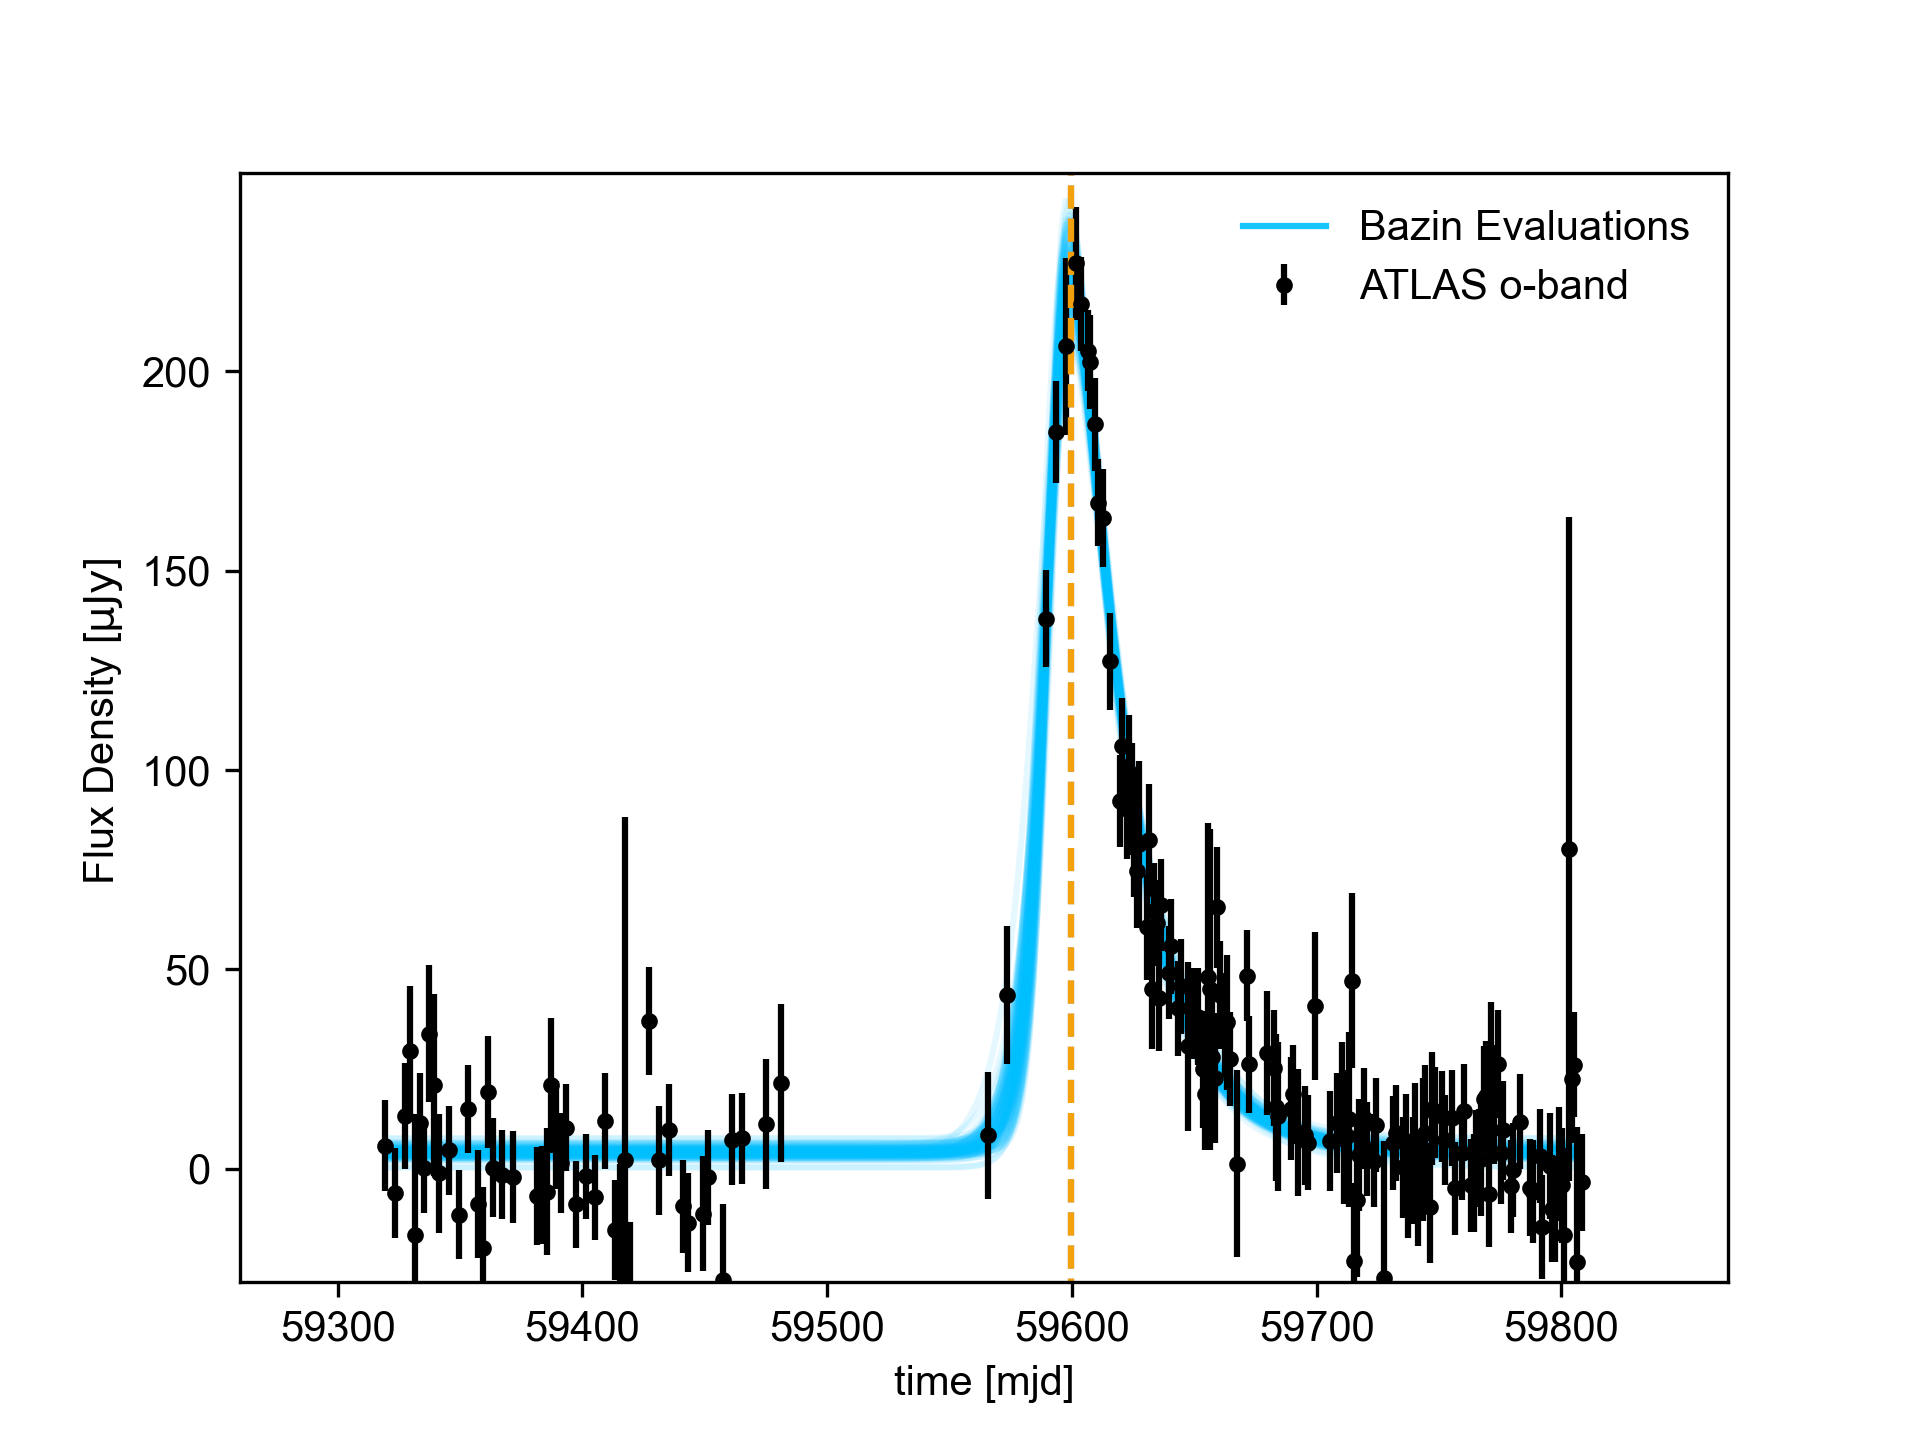 Bazin Evaluations
ATLAS o-band
200
150
100
50
0
Flux Density [µJy]
59300 59400 59500 59600 59700 59800
time [mjd]